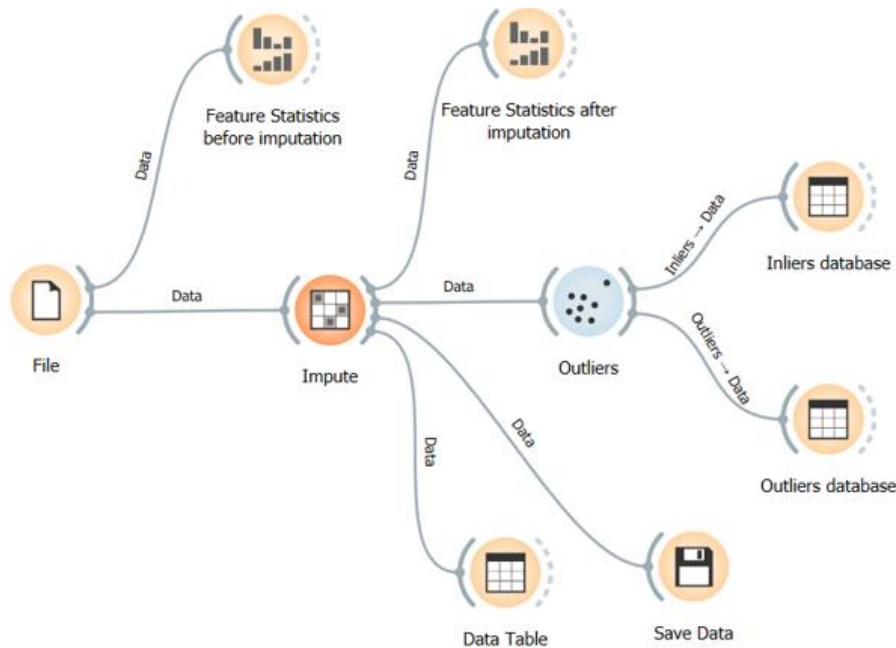 Feature Statistics
before imputation
Feature Statistics after
imputation
Data
Data
Inliers → Data
Inliers database
Data
Data
File
Impute
Outliers
Outliers → Data
Data
Data
Outliers database
Data Table
Save Data